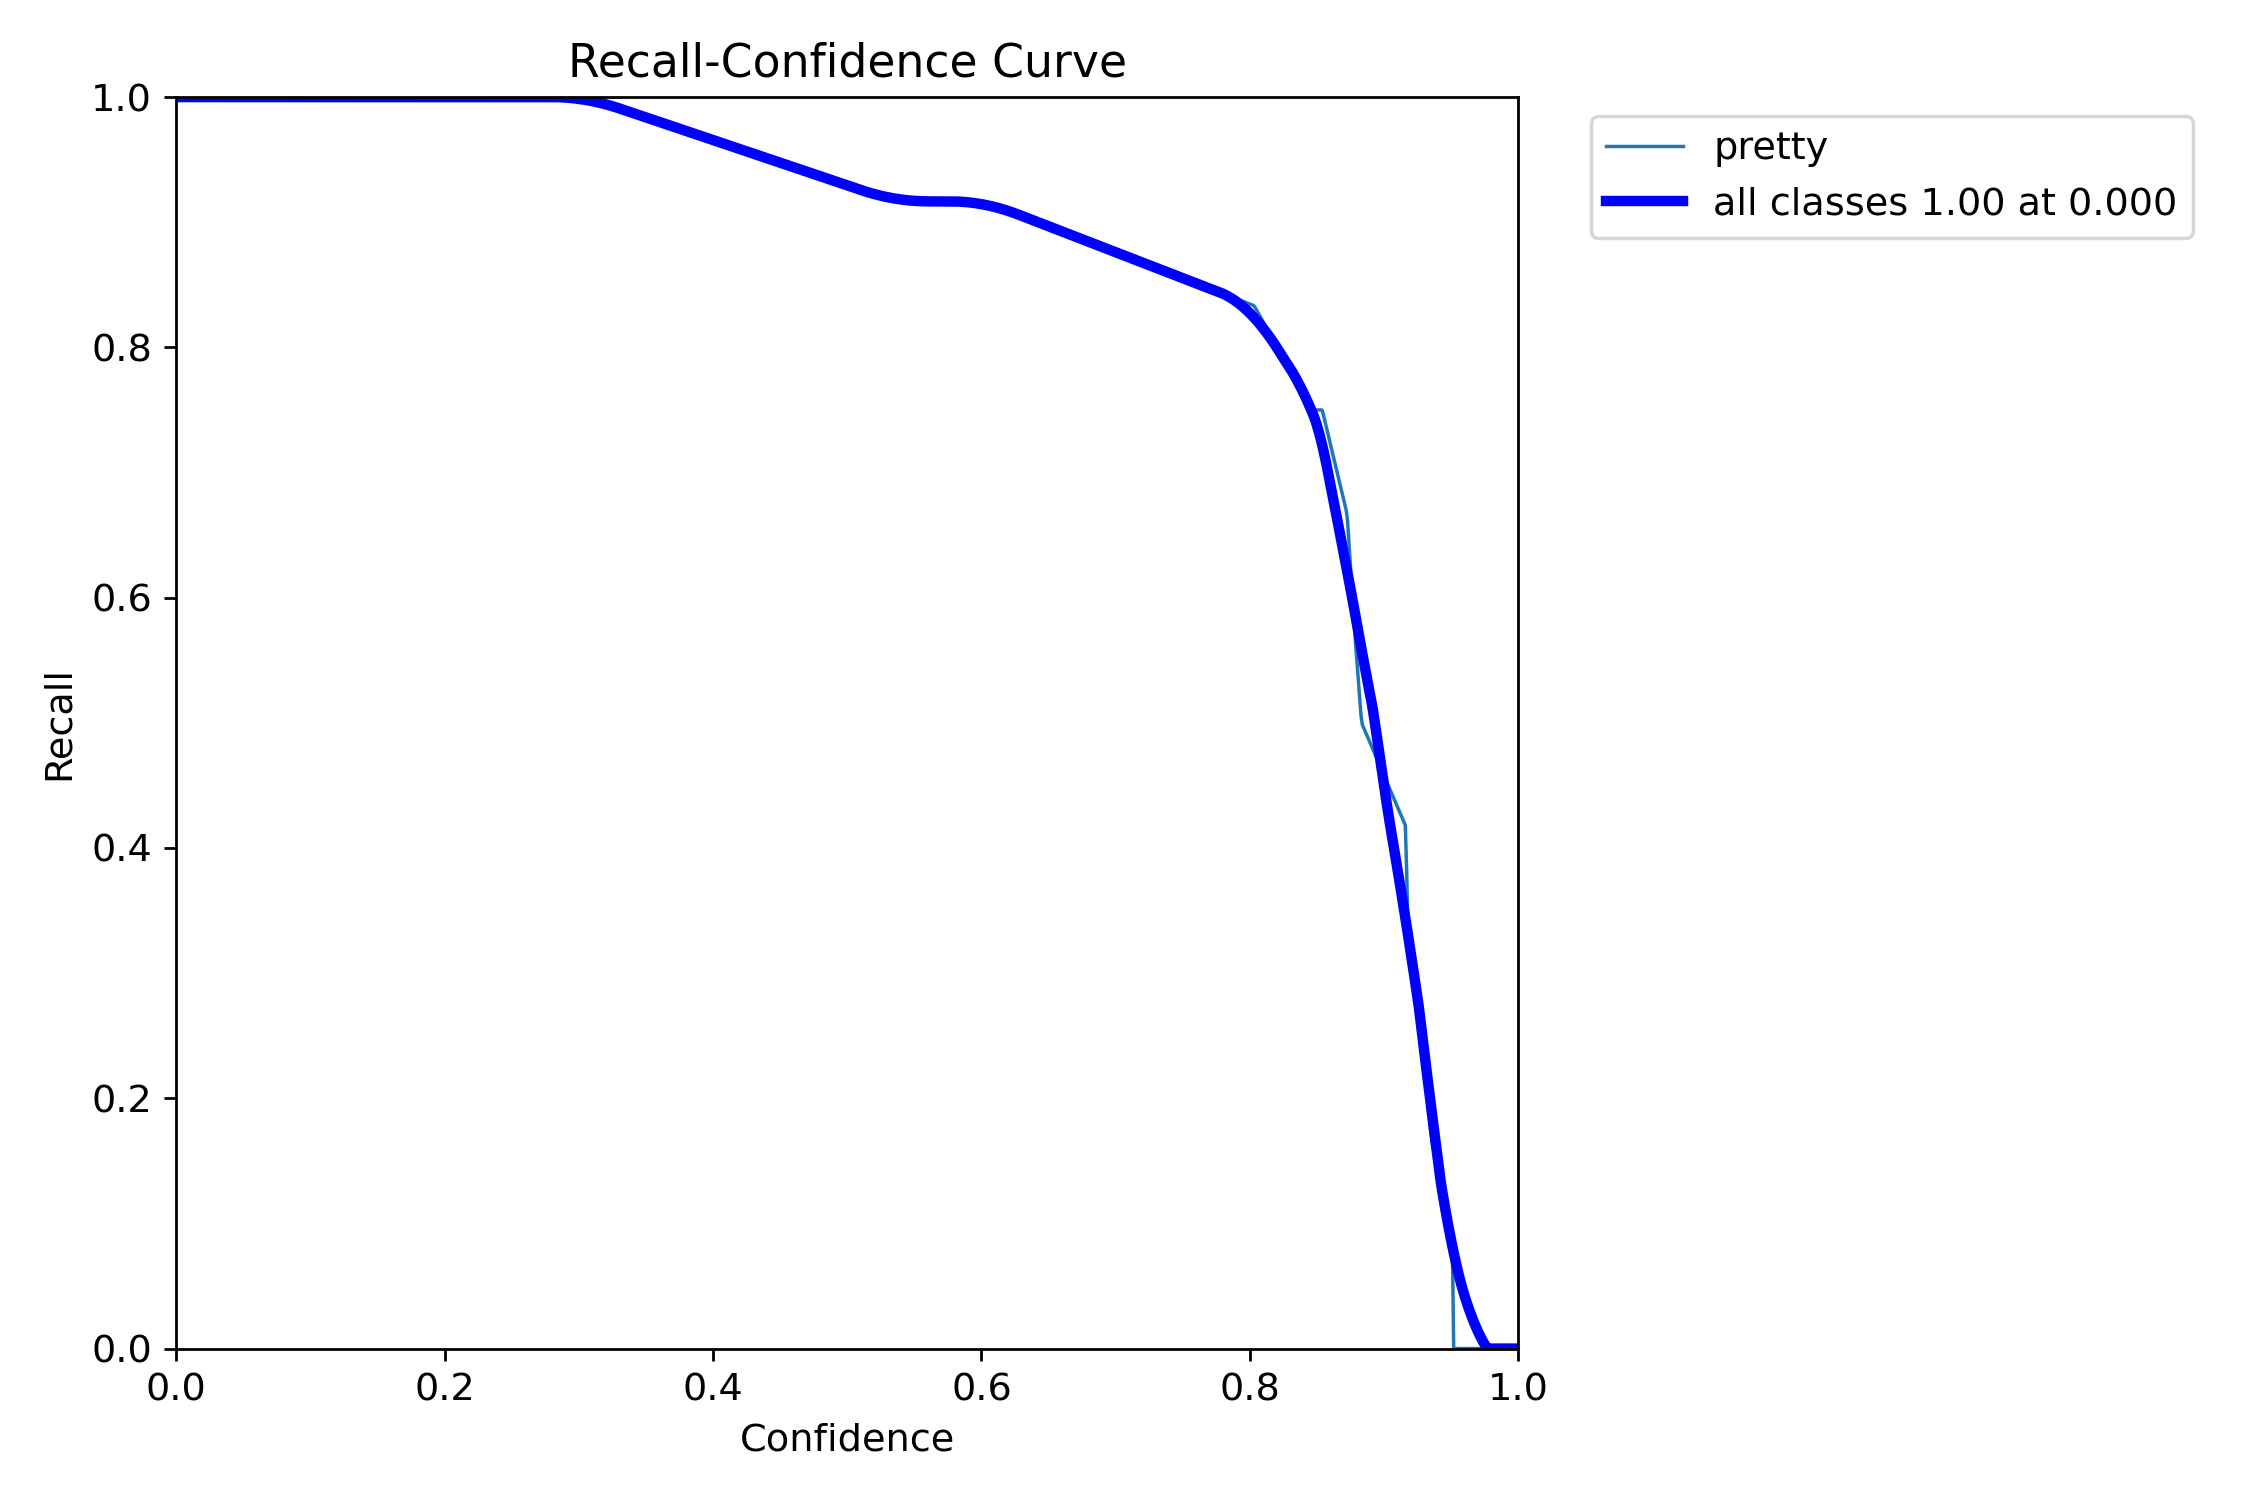 Recall-Confidence Curve
pretty
all classes 1.00 at 0.000
Recall
1.0
0.8
0.6
0.4
0.2
0.0
0.0 0.2 0.4 0.6 0.8 1.0
Confidence